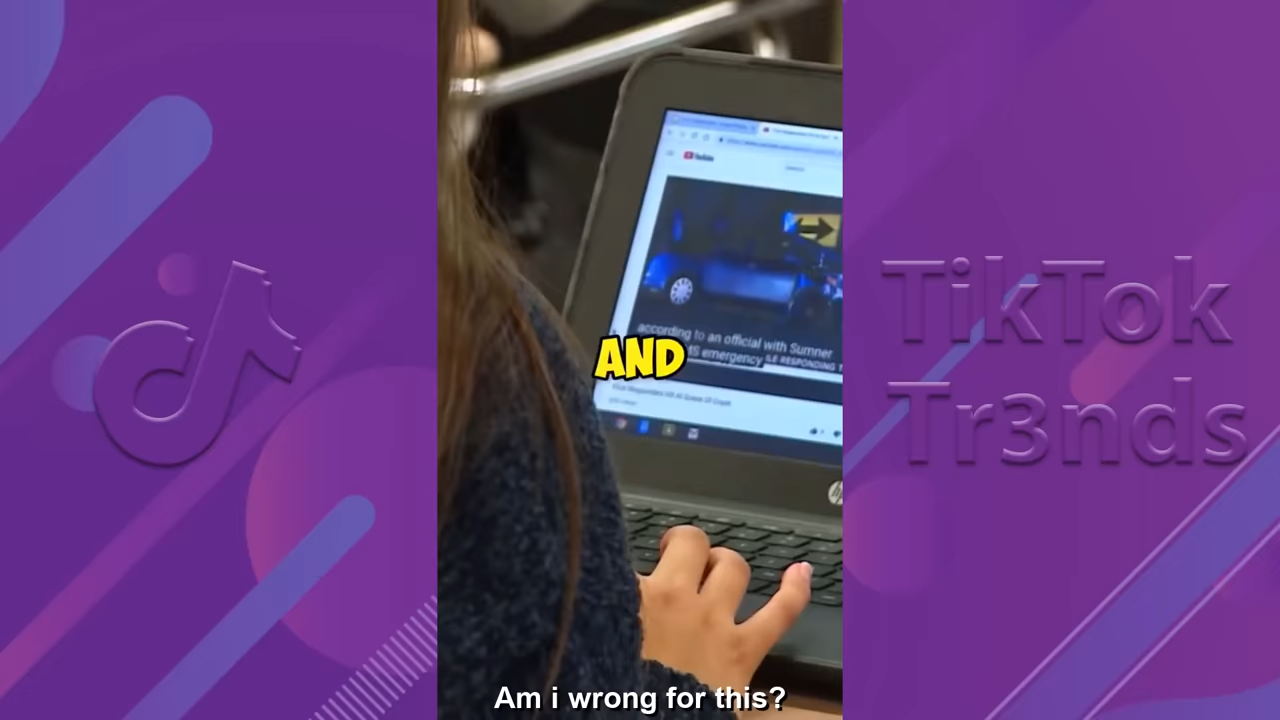 YouTube
according to an official with Sumner
emergency
AND
TikTok
Tr3nds
Am i wrong for this?